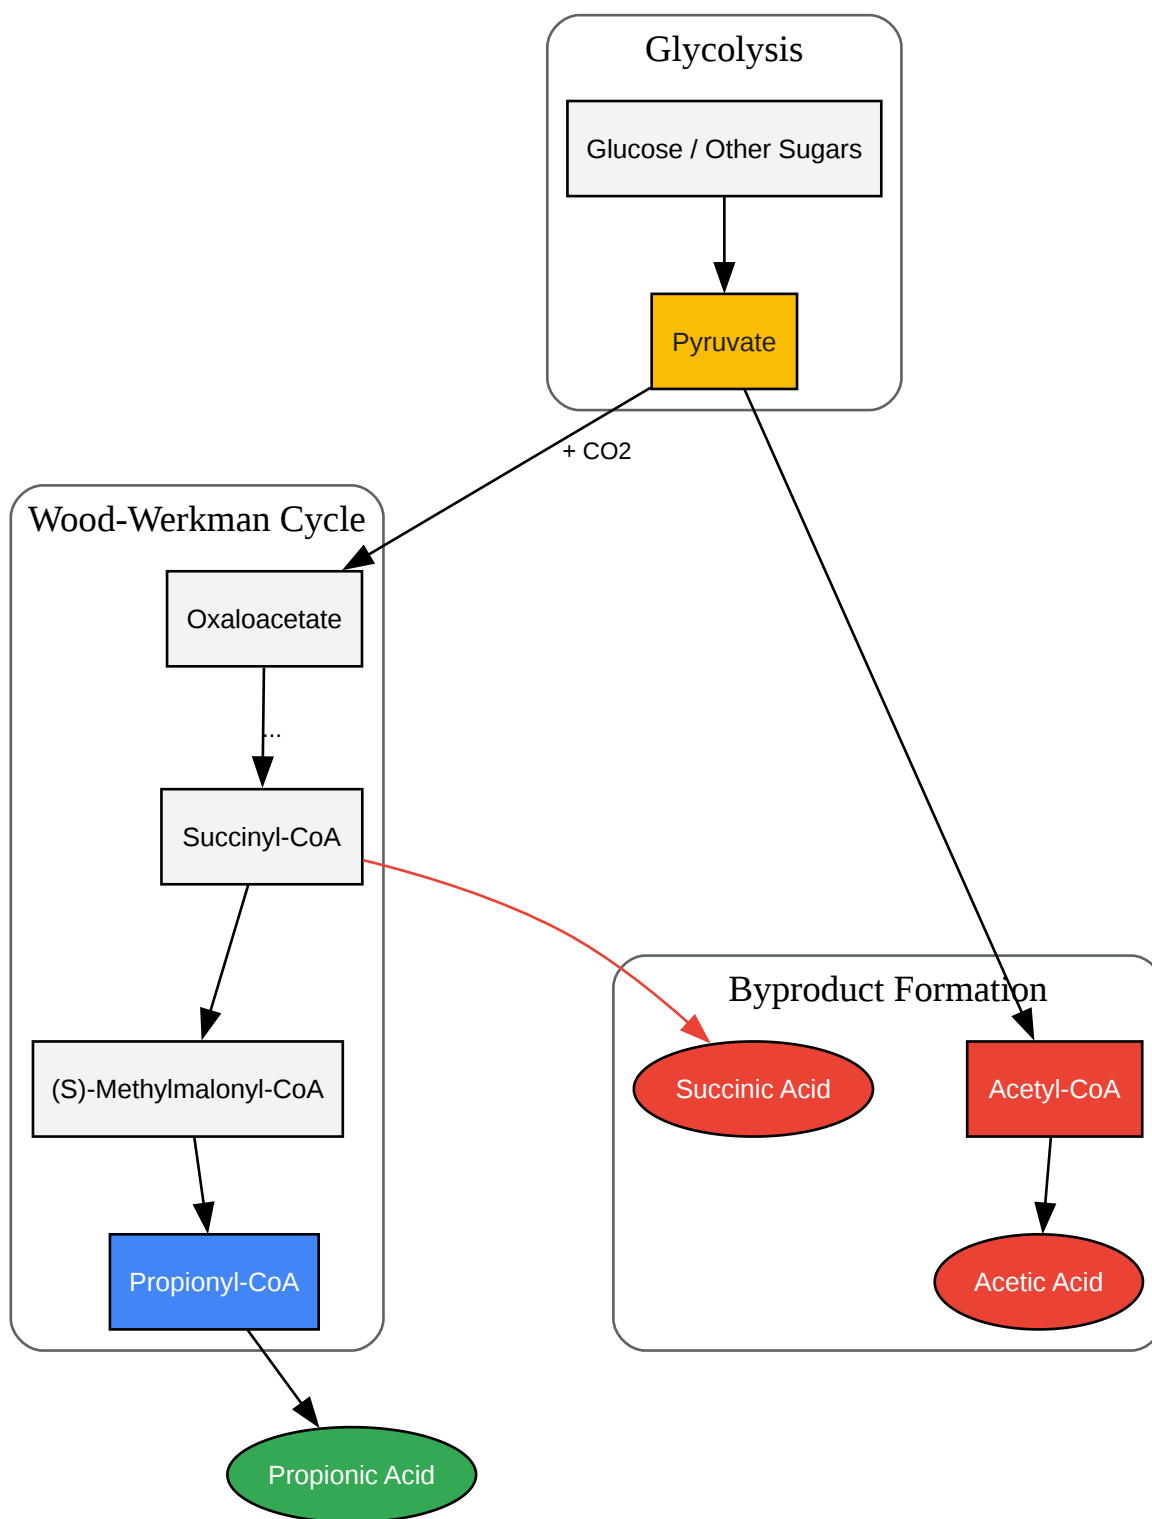 Glycolysis
Glucose / Other Sugars
Pyruvate
+ CO2
Wood-Werkman Cycle
Oxaloacetate
...
Succinyl-CoA
Byproduct Formation
(S)-Methylmalonyl-CoA
Succinic Acid
Acetyl-CoA
Propionyl-CoA
Acetic Acid
Propionic Acid